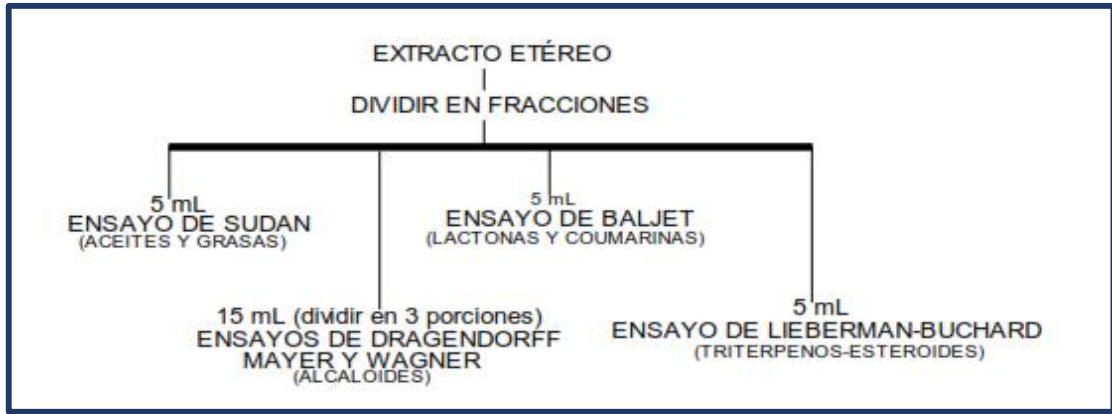 EXTRACTO ETÉREO
DIVIDIR EN FRACCIONES
5 mL
ENSAYO DE SUDAN
(ACEITES Y GRASAS)
5 mL
ENSAYO DE BALJET
(LACTONAS Y COUMARINAS)
15 mL (dividir en 3 porciones)
ENSAYOS DE DRAGENDORFF
MAYER Y WAGNER
(ALCALOIDES)
5 mL
ENSAYO DE LIEBERMAN-BUCHARD
(TRITERPENOS-ESTEROIDES)